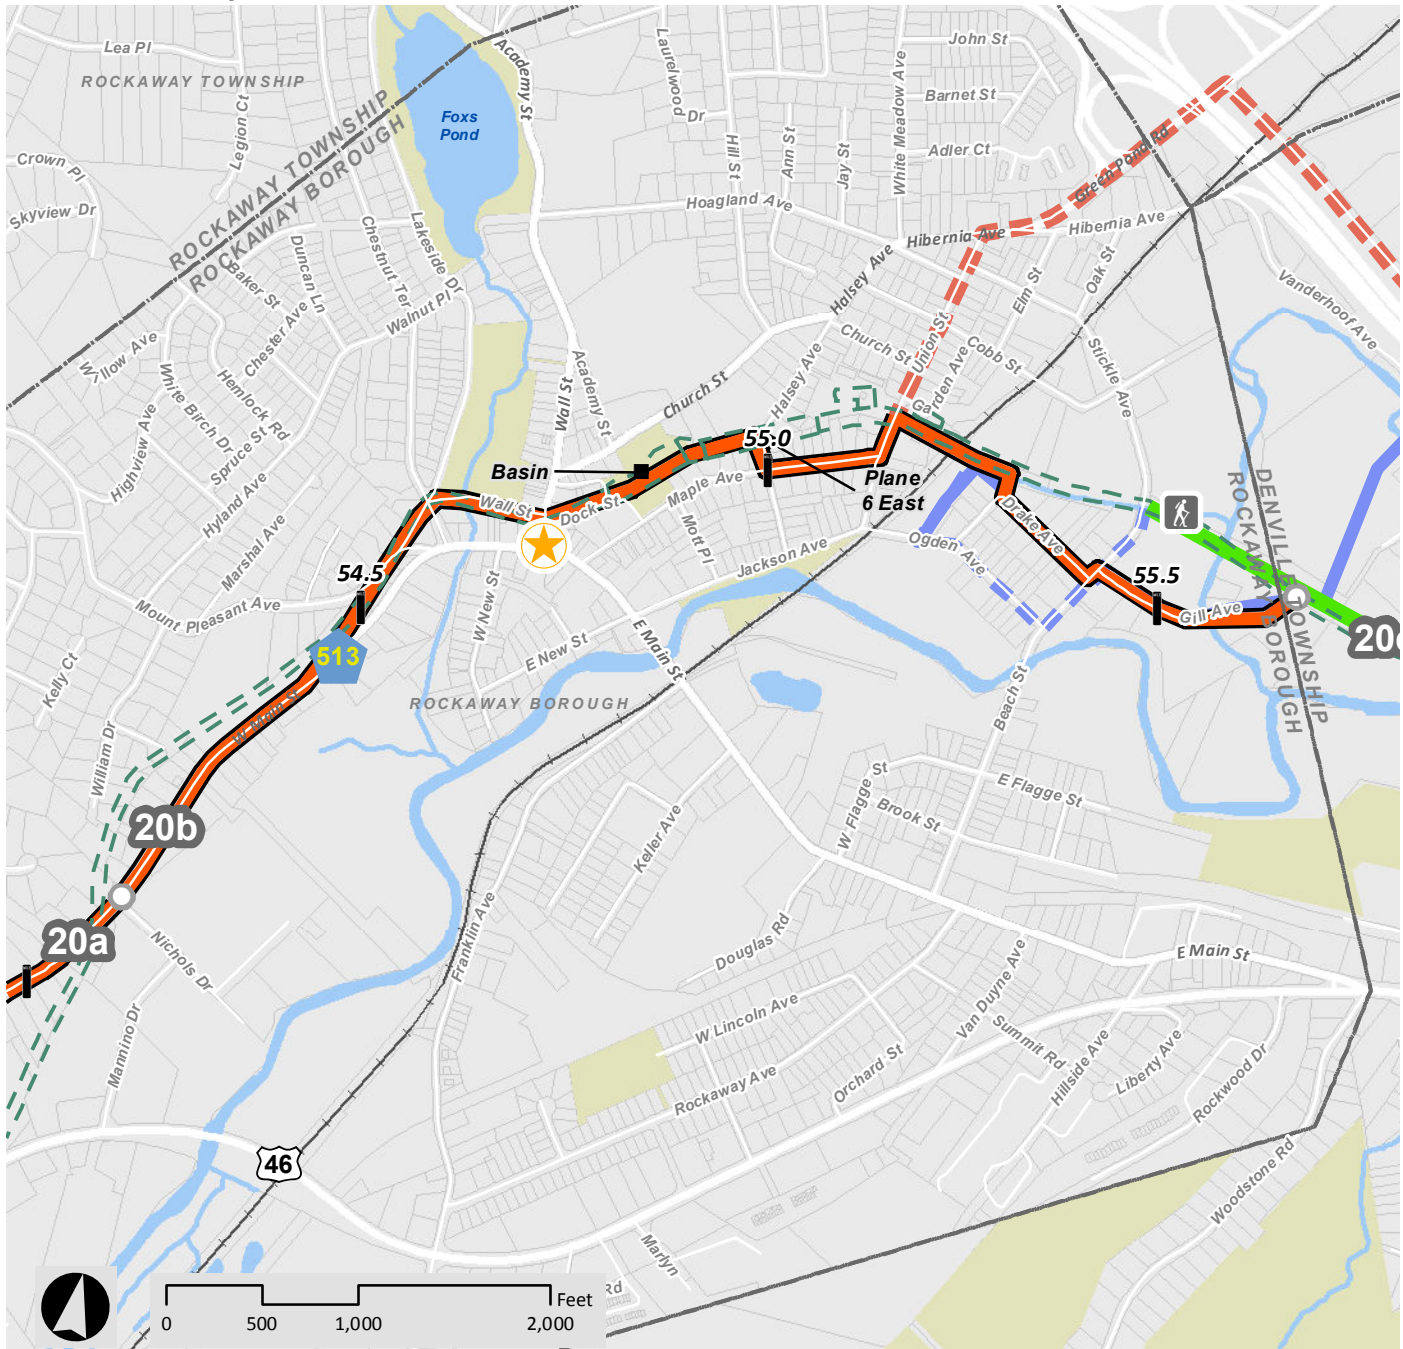 Lea Pl
ROCKAWAY TOWNSHIP
Legion Ct
Crown Pl
Skyview Dr
ROCKAWAY TOWNSHIP
ROCKAWAY BOROUGH
Foxs
Pond
Academy St
Laurelwood
Dr
Hill St
Ann St
Jay St
White Meadow Ave
John St
Barnet St
Adler Ct
Green Pond Rd
Hoagland Ave
Hibernia Ave
Hibernia Ave
Vanderhoof Ave
Baker St
Duncan Ln
Chestnut Ter
Lakeside Dr
Walnut Pl
Chester Ave
Willow Ave
White Birch Dr
Hemlock Rd
Highview Ave
Spruce St
Hyland Ave
Marshal Ave
Mount Pleasant Ave
Halsey Ave
Church St
Union St
Garden Ave
Cobb St
Elm St
Oak St
Stickle Ave
Wall St
Academy St
Church St
Halsey Ave
Ga
55.0
Basin
Plane
6 East
Wall St
Dock St
Maple Ave
Mott Pl
Jackson Ave
Ogden Ave
Drake Ave
55.5
Gill Ave
DENVILLE TOWNSHIP
ROCKAWAY BOROUGH
20c
54.5
513
W New St
E New St
E Main St
ROCKAWAY BOROUGH
Beach St
Kelly Ct
William Dr
W Main St
20b
20a
Nichols Dr
Mannino Dr
Franklin Ave
Keller Ave
W Flagge St
E Flagge St
Brook St
Douglas Rd
E Main St
Van Duyne Ave
W Lincoln Ave
Rockaway Ave
Orchard St
Summit Rd
Hillside Ave
Liberty Ave
Rockwood Dr
Woodstone Rd
46
Marlyn
Rd
Feet
0 500 1,000 2,000